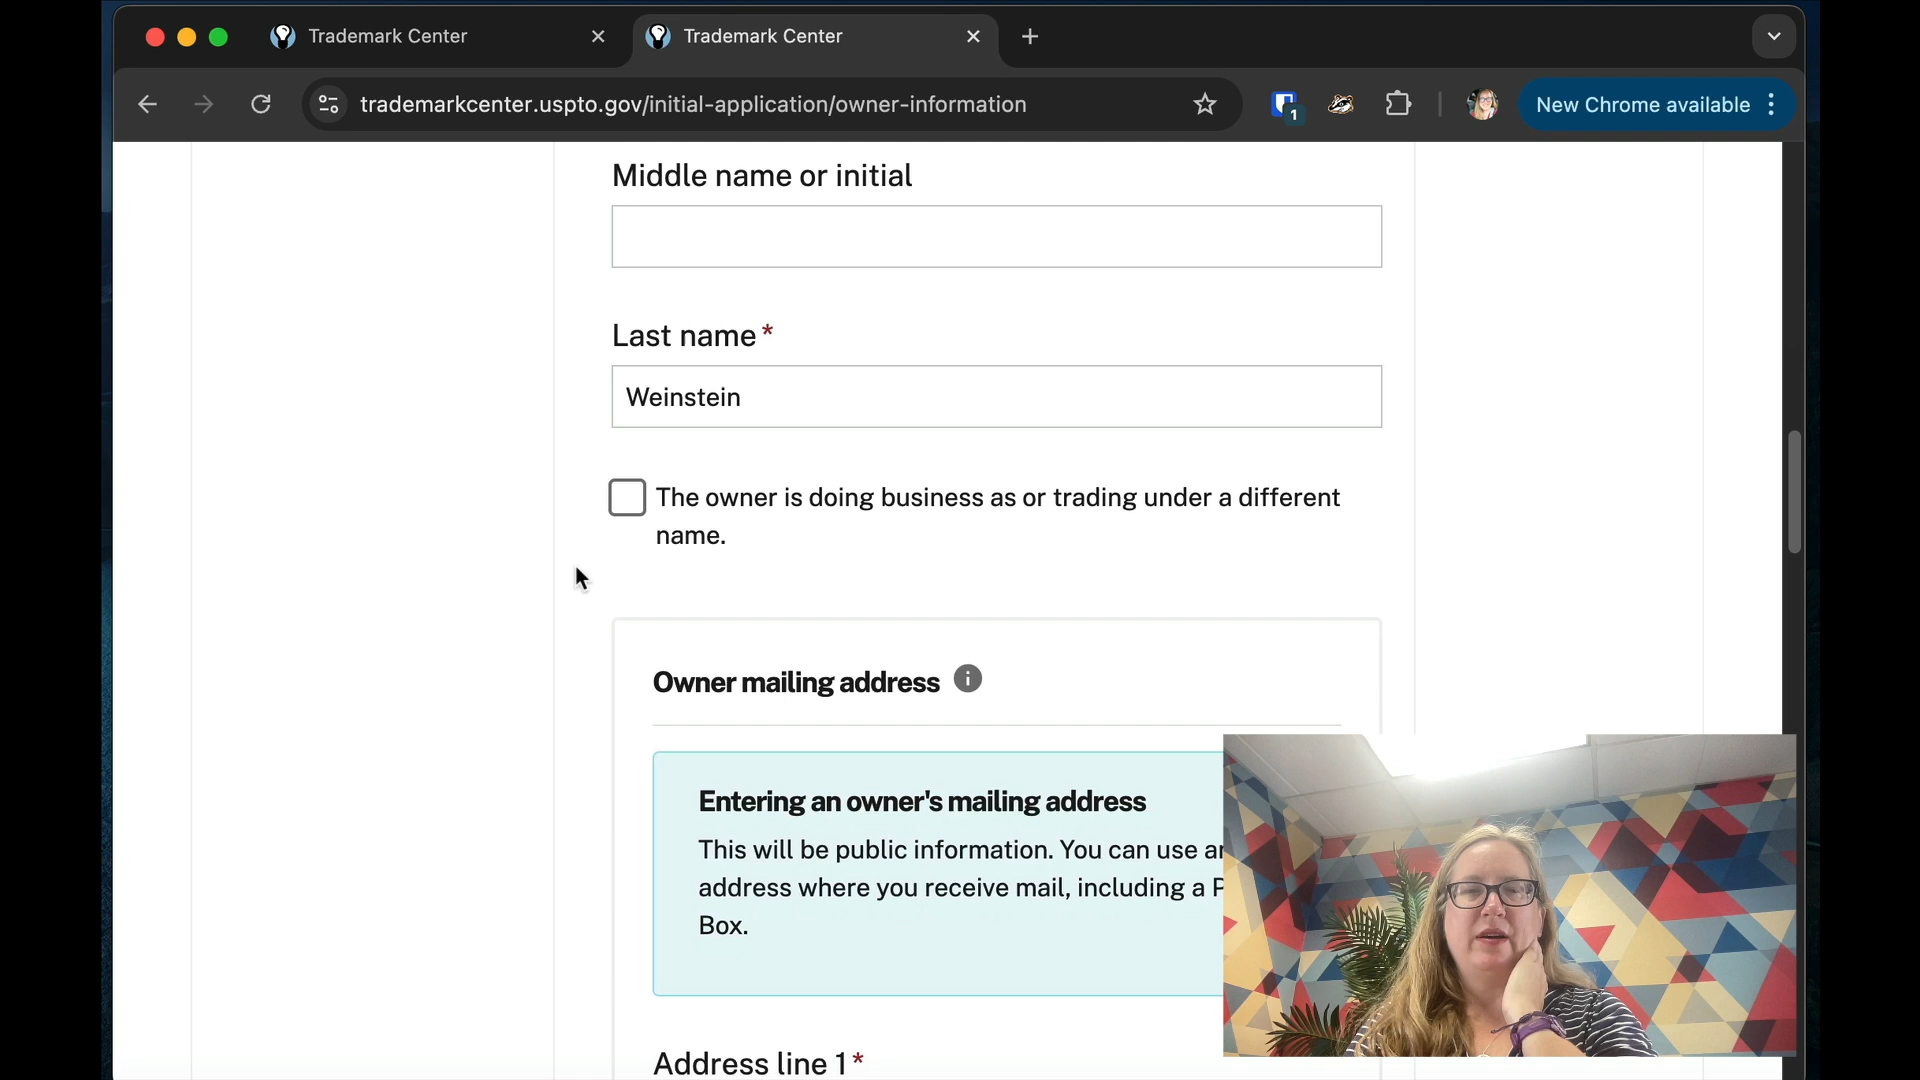 Trademark Center
Trademark Center
trademarkcenter.uspto.gov/initial-application/owner-information
1
New Chrome available
Middle name or initial
Last name*
Weinstein
The owner is doing business as or trading under a different
name.
Owner mailing address
Entering an owner's mailing address
This will be public information. You can use
address where you receive mail, including a
Box.
Address line 1*